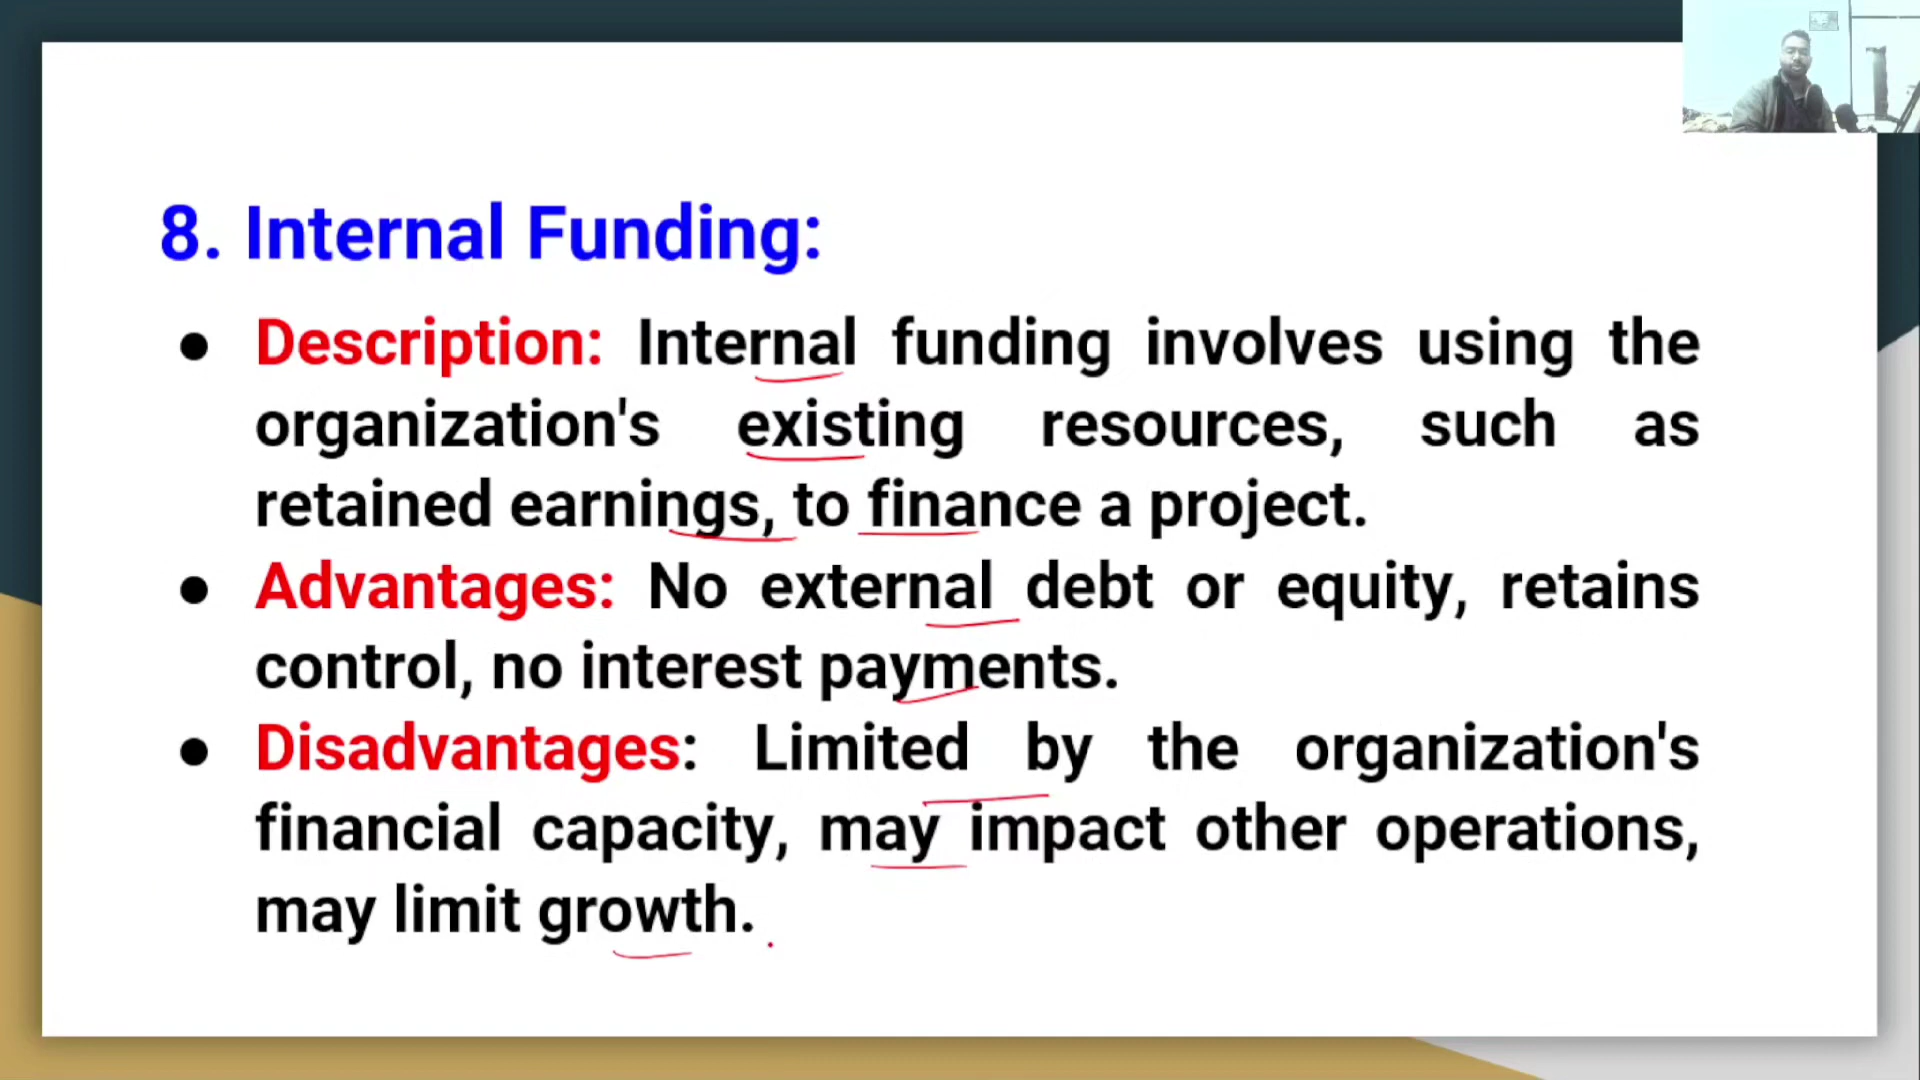 8. Internal Funding:
● Description: Internal funding involves using the
organization's existing resources, such as
retained earnings, to finance a project.
● Advantages: No external debt or equity, retains
control, no interest payments.
● Disadvantages: Limited by the organization's
financial capacity, may impact other operations,
may limit growth.